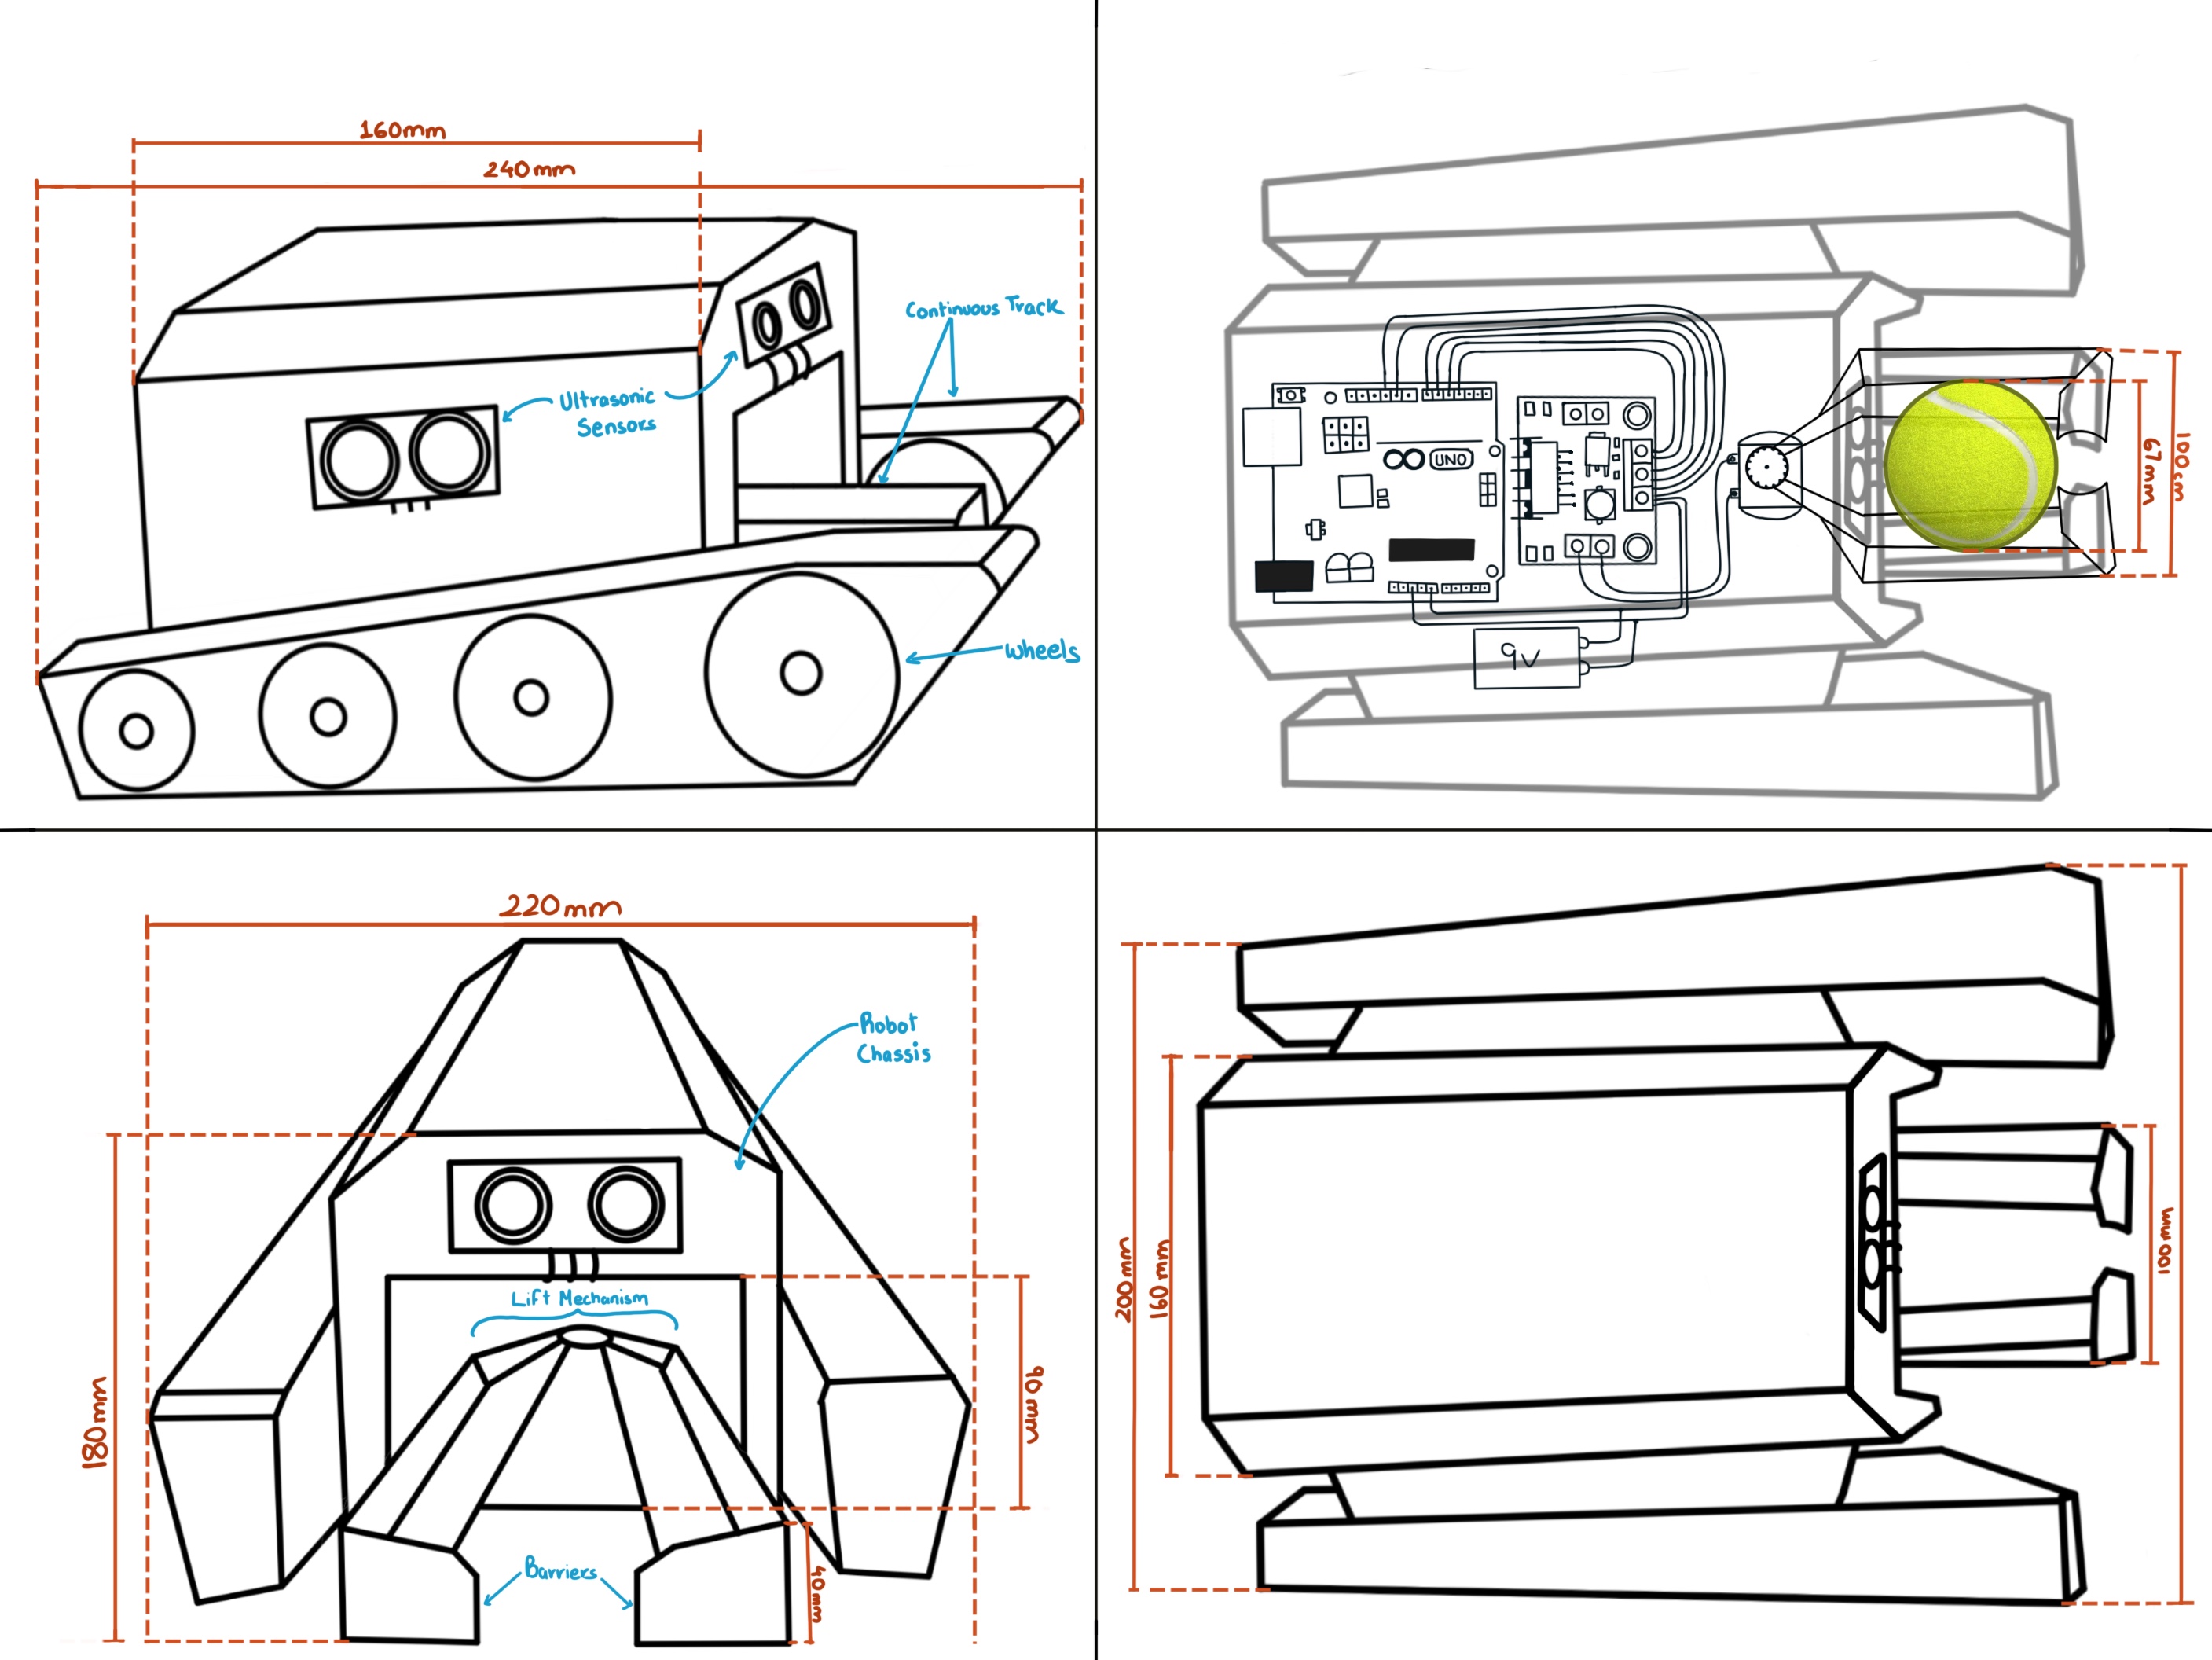 160mm
240mm
Continuous Track
Ultrasonic
Sensors
Wheels
UNO
9V
67mm
100cm
220mm
Robot
Chassis
Lift Mechanism
180mm
90mm
Barriers
40mm
200mm
160mm
100mm